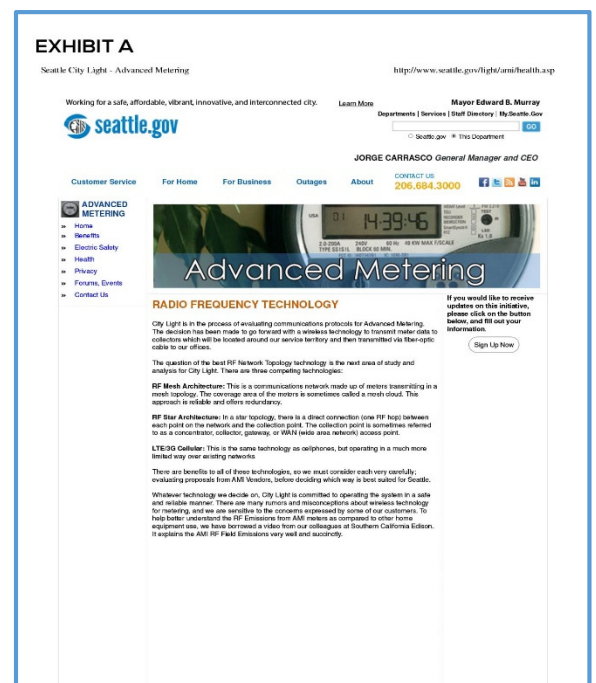 EXHIBIT A
Seattle City Light - Advanced Metering http://www.seattle.gov/light/ami/health.asp
Working for a safe, affordable, vibrant, innovative, and interconnected city. Learn More Mayor Edward B. Murray
Departments | Services | Staff Directory | My.Seattle.Gov
seattle.gov
GO
Seattle.gov This Department
JORGE CARRASCO General Manager and CEO
Customer Service For Home For Business Outages About CONTACT US
206.684.3000
ADVANCED
METERING
Home
Benefits
Electric Safety
Health
Privacy
Forums, Events
Contact Us
USA 01 14:39:46
240V 60 Hz
Advanced Metering
RADIO FREQUENCY TECHNOLOGY
City Light is in the process of evaluating communications protocols for Advanced Metering.
The decision has been made to go forward with a wireless technology to transmit meter data to
collectors which will be located around our service territory and then transmitted via fiber-optic
cable to our offices.
The question of the best RF Network Topology technology is the next area of study and
analysis for City Light. There are three competing technologies:
RF Mesh Architecture: This is a communications network made up of meters transmitting in a
mesh topology. The coverage area of the meters is sometimes called a mesh cloud. This
approach is reliable and offers redundancy.
RF Star Architecture: In a star topology, there is a direct connection (one RF hop) between
each point on the network and the collection point. The collection point is sometimes referred
to as a concentrator, collector, gateway, or WAN (wide area network) access point.
LTE/3G Cellular: This is the same technology as cellphones, but operating in a much more
limited way over existing networks
There are benefits to all of these technologies, so we must consider each very carefully;
evaluating proposals from AMI Vendors, before deciding which way is best suited for Seattle.
Whatever technology we decide on, City Light is committed to operating the system in a safe
and reliable manner. There are many rumors and misconceptions about wireless technology
for metering, and we are sensitive to the concerns expressed by some of our customers. To
help better understand the RF Emissions from AMI meters as compared to other home
equipment use, we have borrowed a video from our colleagues at Southern California Edison.
It explains the AMI RF Field Emissions very well and succinctly.
If you would like to receive
updates on this initiative,
please click on the button
below, and fill out your
information.
Sign Up Now